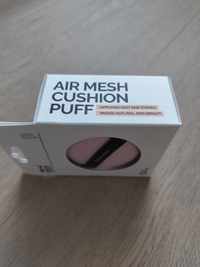 AIR MESH
CUSHION
PUFF
* APPLYING FAST AND EVENLY
* MAKES NATURAL AND BRIGHT